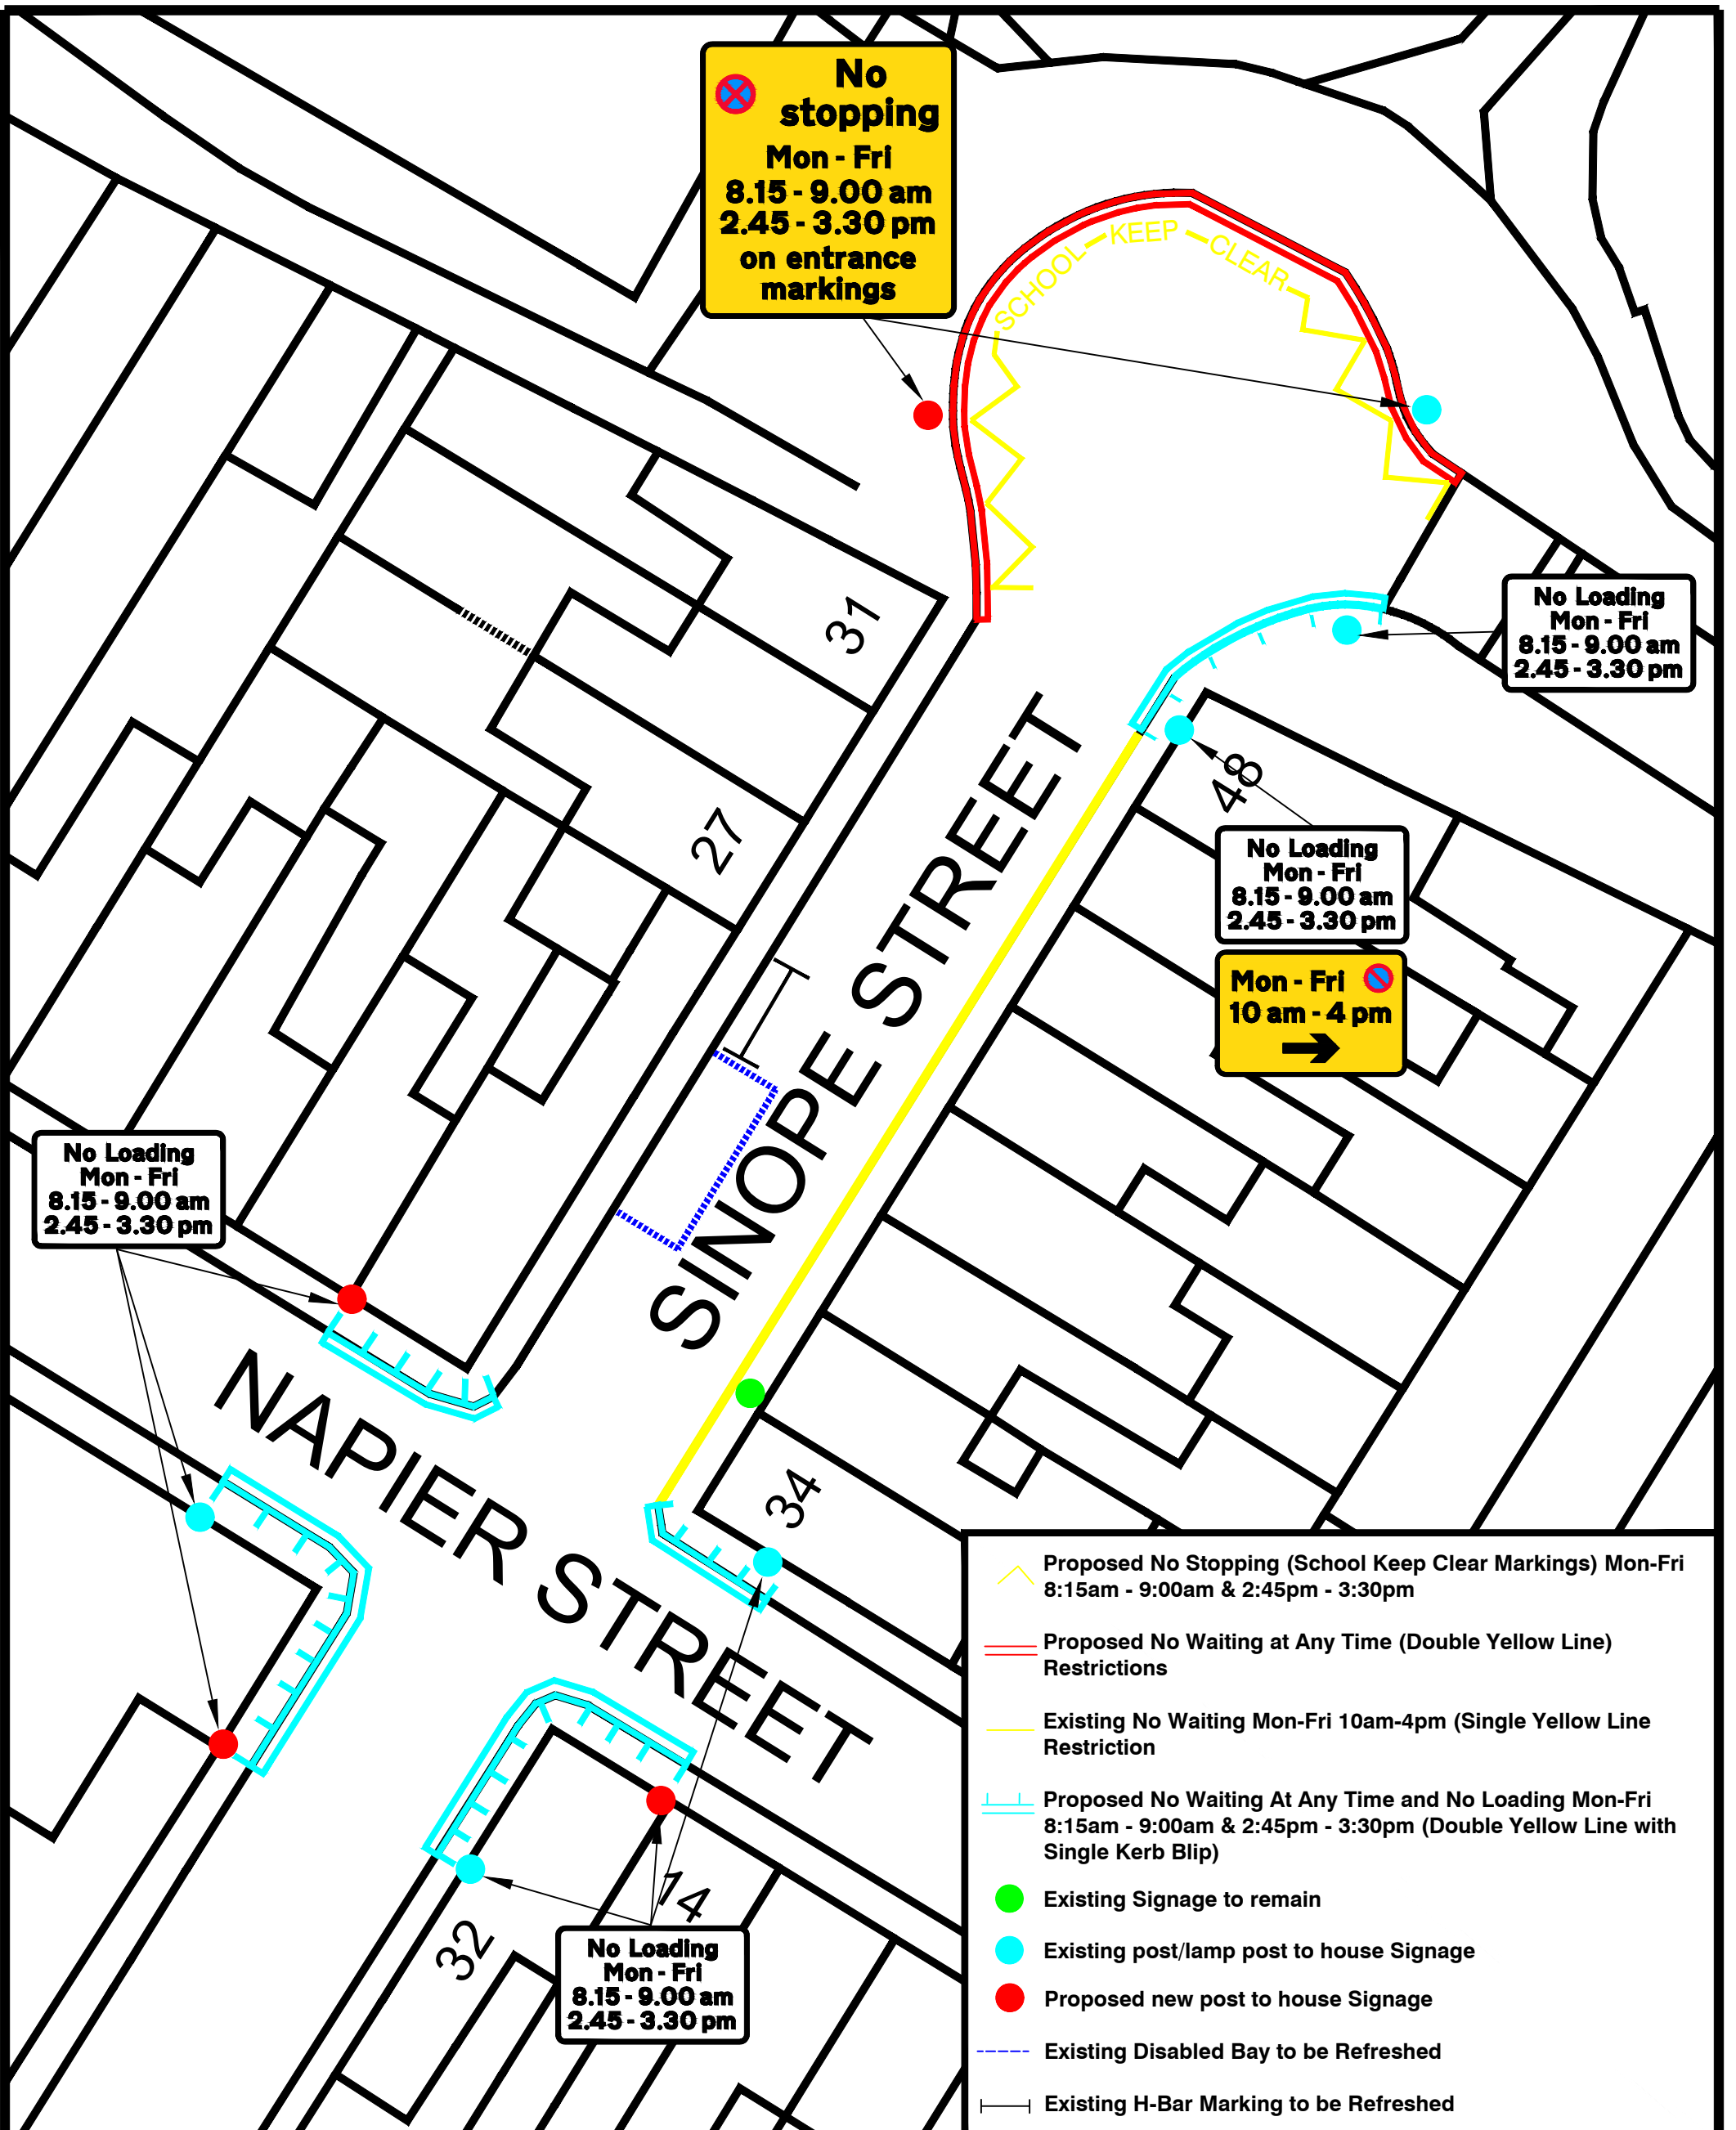 No
stopping
Mon - Fri
8.15 - 9.00 am
2.45 - 3.30 pm
on entrance
markings
SCHOOL KEEP CLEAR
31
No Loading
Mon - Fri
8.15 - 9.00 am
2.45 - 3.30 pm
48
27
No Loading
Mon - Fri
8.15 - 9.00 am
2.45 - 3.30 pm
Mon - Fri
10 am - 4 pm
SINOPE STREET
No Loading
Mon - Fri
8.15 - 9.00 am
2.45 - 3.30 pm
NAPIER STREET
34
14
32
No Loading
Mon - Fri
8.15 - 9.00 am
2.45 - 3.30 pm
Proposed No Stopping (School Keep Clear Markings) Mon-Fri
8:15am - 9:00am & 2:45pm - 3:30pm
Proposed No Waiting at Any Time (Double Yellow Line)
Restrictions
Existing No Waiting Mon-Fri 10am-4pm (Single Yellow Line
Restriction
Proposed No Waiting At Any Time and No Loading Mon-Fri
8:15am - 9:00am & 2:45pm - 3:30pm (Double Yellow Line with
Single Kerb Blip)
Existing Signage to remain
Existing post/lamp post to house Signage
Proposed new post to house Signage
Existing Disabled Bay to be Refreshed
Existing H-Bar Marking to be Refreshed